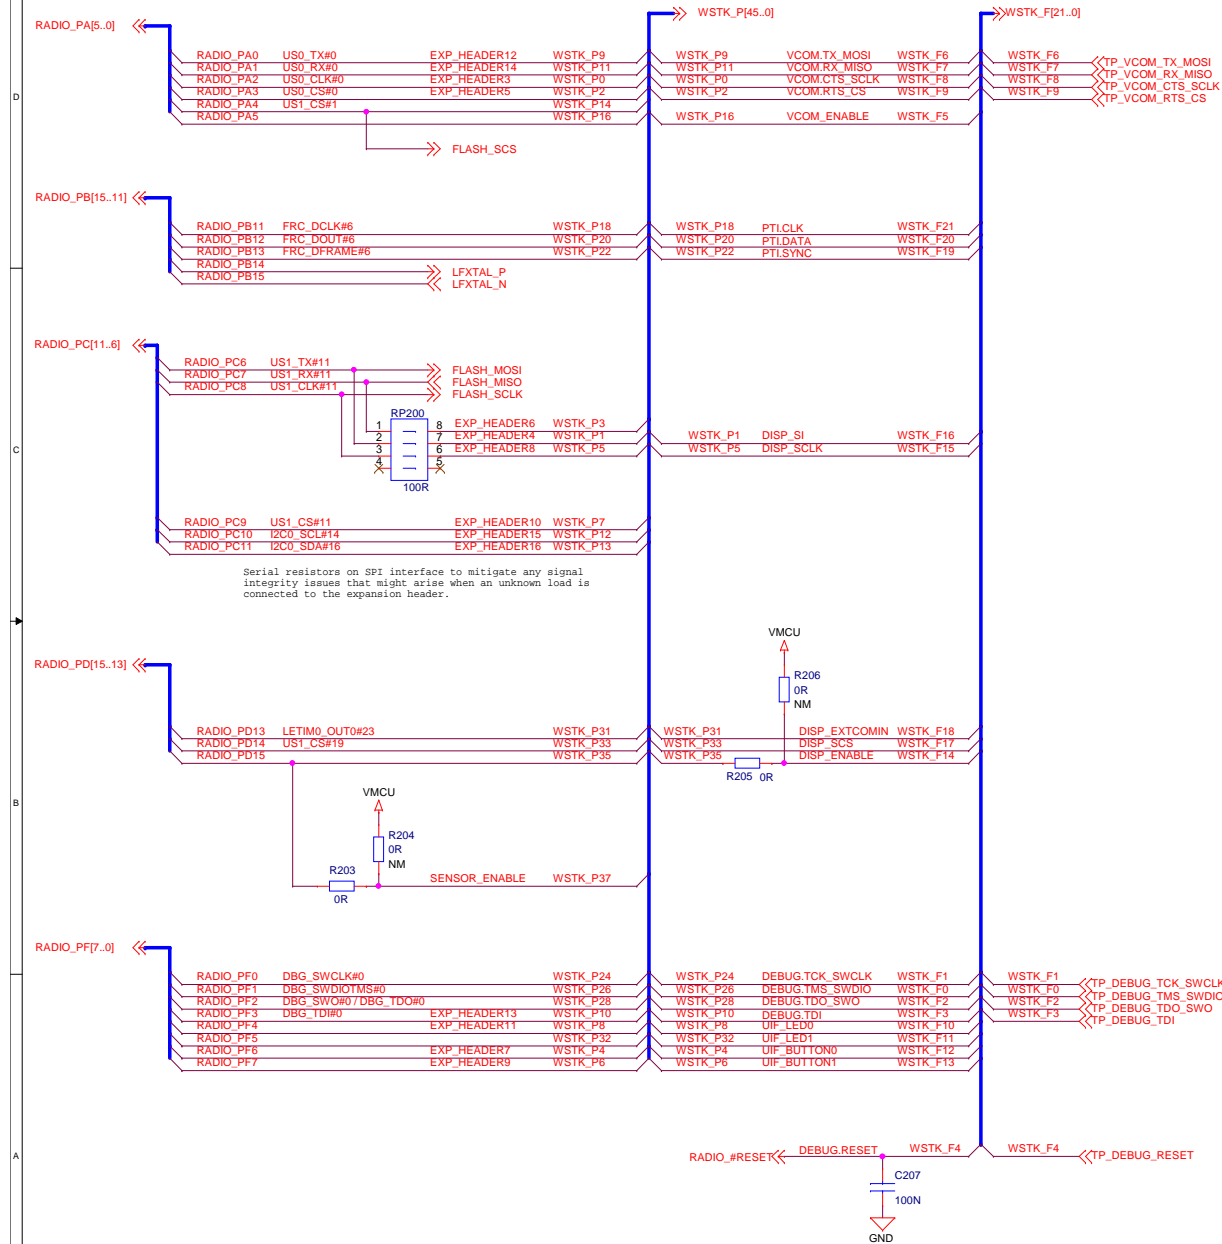 WSTK_P[45..0] WSTK_F[21..0]
RADIO_PA[5..0]
RADIO_PA0 US0_TX#0 EXP_HEADER12 WSTK_P9 WSTK_P9 VCOM.TX_MOSI WSTK_F6 WSTK_F6 TP_VCOM_TX_MOSI
RADIO_PA1 US0_RX#0 EXP_HEADER14 WSTK_P11 WSTK_P11 VCOM.RX_MISO WSTK_F7 WSTK_F7 TP_VCOM_RX_MISO
RADIO_PA2 US0_CLK#0 EXP_HEADER3 WSTK_P0 WSTK_P0 VCOM.CTS_SCLK WSTK_F8 WSTK_F8 TP_VCOM_CTS_SCLK
RADIO_PA3 US0_CS#0 EXP_HEADER5 WSTK_P2 WSTK_P2 VCOM.RTS_CS WSTK_F9 WSTK_F9 TP_VCOM_RTS_CS
D
RADIO_PA4 US1_CS#1 WSTK_P14
RADIO_PA5 WSTK_P16 WSTK_P16 VCOM_ENABLE WSTK_F5
FLASH_SCS
RADIO_PB[15..11]
RADIO_PB11 FRC_DCLK#6 WSTK_P18 WSTK_P18 PTI.CLK WSTK_F21
RADIO_PB12 FRC_DOUT#6 WSTK_P20 WSTK_P20 PTI.DATA WSTK_F20
RADIO_PB13 FRC_DFRAME#6 WSTK_P22 WSTK_P22 PTI.SYNC WSTK_F19
RADIO_PB14 LFXTAL_P
RADIO_PB15 LFXTAL_N
RADIO_PC[11..6]
RADIO_PC6 US1_TX#11 FLASH_MOSI
RADIO_PC7 US1_RX#11 FLASH_MISO
RADIO_PC8 US1_CLK#11 FLASH_SCLK
RP200
1 8 EXP_HEADER6 WSTK_P3
2 7 EXP_HEADER4 WSTK_P1 WSTK_P1 DISP_SI WSTK_F16
3 6 EXP_HEADER8 WSTK_P5 WSTK_P5 DISP_SCLK WSTK_F15
C
4 5
100R
RADIO_PC9 US1_CS#11 EXP_HEADER10 WSTK_P7
RADIO_PC10 I2C0_SCL#14 EXP_HEADER15 WSTK_P12
RADIO_PC11 I2C0_SDA#16 EXP_HEADER16 WSTK_P13
Serial resistors on SPI interface to mitigate any signal
integrity issues that might arise when an unknown load is
connected to the expansion header.
VMCU
RADIO_PD[15..13]
R206
0R
NM
RADIO_PD13 LETIM0_OUT0#23 WSTK_P31 WSTK_P31 DISP_EXTCOMIN WSTK_F18
RADIO_PD14 US1_CS#19 WSTK_P33 WSTK_P33 DISP_SCS WSTK_F17
RADIO_PD15 WSTK_P35 WSTK_P35 DISP_ENABLE WSTK_F14
R205 0R
VMCU
B
R204
0R
NM
R203
0R
SENSOR_ENABLE WSTK_P37
RADIO_PF[7..0]
RADIO_PF0 DBG_SWCLK#0 WSTK_P24 WSTK_P24 DEBUG.TCK_SWCLK WSTK_F1 WSTK_F1 TP_DEBUG_TCK_SWCLK
RADIO_PF1 DBG_SWDIOTMS#0 WSTK_P26 WSTK_P26 DEBUG.TMS_SWDIO WSTK_F0 WSTK_F0 TP_DEBUG_TMS_SWDIO
RADIO_PF2 DBG_SWO#0 / DBG_TDO#0 WSTK_P28 WSTK_P28 DEBUG.TDO_SWO WSTK_F2 WSTK_F2 TP_DEBUG_TDO_SWO
RADIO_PF3 DBG_TDI#0 EXP_HEADER13 WSTK_P10 WSTK_P10 DEBUG.TDI WSTK_F3 WSTK_F3 TP_DEBUG_TDI
RADIO_PF4 EXP_HEADER11 WSTK_P8 WSTK_P8 UIF_LED0 WSTK_F10
RADIO_PF5 WSTK_P32 WSTK_P32 UIF_LED1 WSTK_F11
RADIO_PF6 EXP_HEADER7 WSTK_P4 WSTK_P4 UIF_BUTTON0 WSTK_F12
RADIO_PF7 EXP_HEADER9 WSTK_P6 WSTK_P6 UIF_BUTTON1 WSTK_F13
A
RADIO_#RESET DEBUG.RESET WSTK_F4 WSTK_F4 TP_DEBUG_RESET
C207
100N
GND